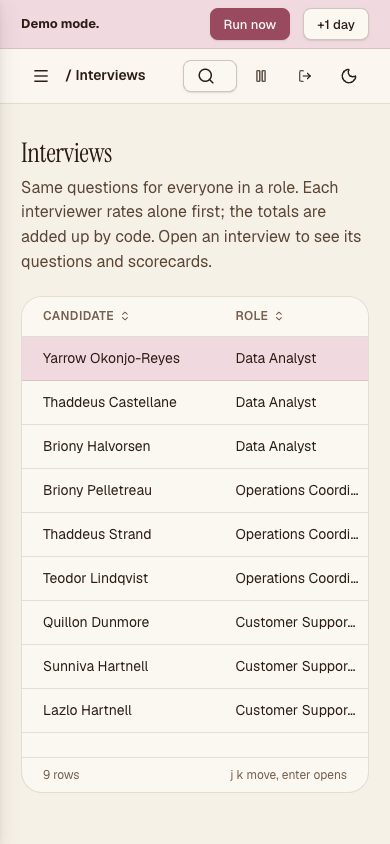 Demo mode.
Run now
+1 day
/ Interviews
Interviews
Same questions for everyone in a role. Each
interviewer rates alone first; the totals are
added up by code. Open an interview to see its
questions and scorecards.
CANDIDATE ROLE
Yarrow Okonjo-Reyes Data Analyst
Thaddeus Castellane Data Analyst
Briony Halvorsen Data Analyst
Briony Pelletreau Operations Coordi…
Thaddeus Strand Operations Coordi…
Teodor Lindqvist Operations Coordi…
Quillon Dunmore Customer Suppor…
Sunniva Hartnell Customer Suppor…
Lazlo Hartnell Customer Suppor…
9 rows j k move, enter opens